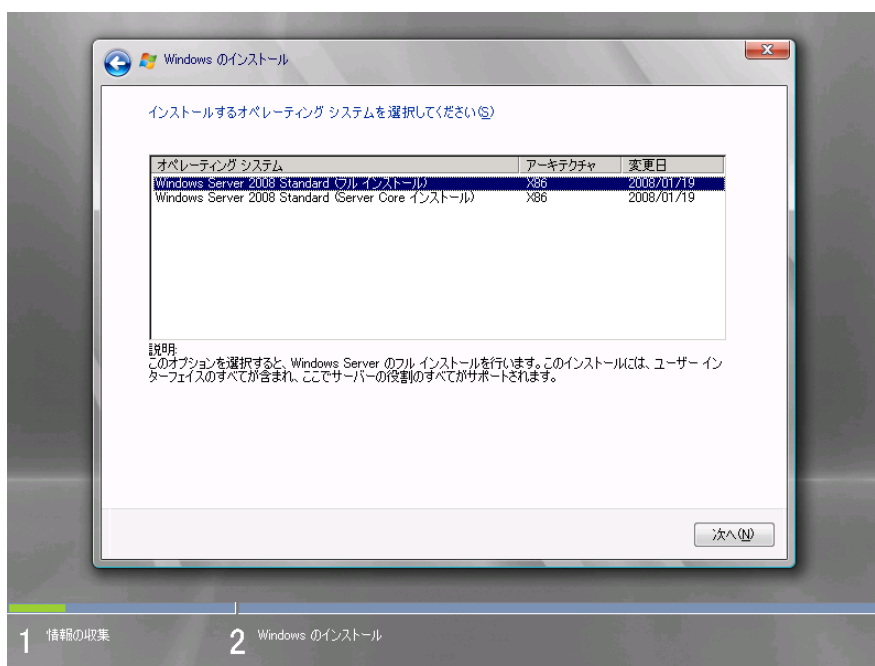 Windows のインストール
インストールするオペレーティング システムを選択してください(S)
オペレーティング システム アーキテクチャ 変更日
Windows Server 2008 Standard (フル インストール) X86 2008/01/19
Windows Server 2008 Standard (Server Core インストール) X86 2008/01/19
説明:
このオプションを選択すると、Windows Server のフル インストールを行います。このインストールには、ユーザー イン
ターフェイスのすべてが含まれ、ここでサーバーの役割のすべてがサポートされます。
次へ(N)
1 情報の収集 2 Windows のインストール